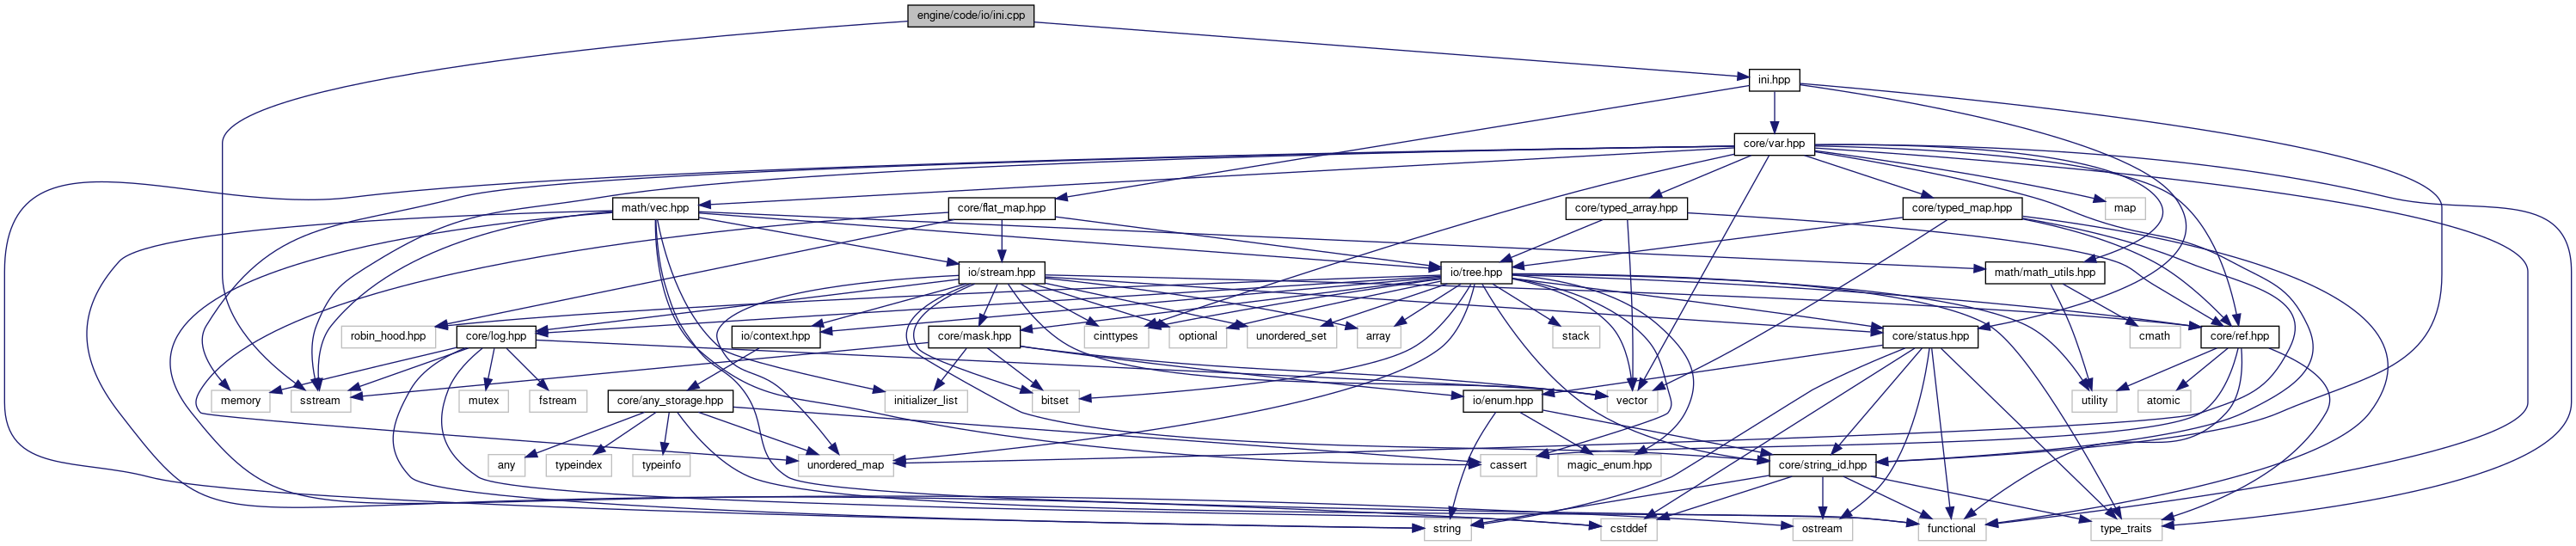 engine/code/io/ini.cpp
ini.hpp
core/var.hpp
math/vec.hpp
core/flat_map.hpp
core/typed_array.hpp
core/typed_map.hpp
map
io/stream.hpp
io/tree.hpp
math/math_utils.hpp
robin_hood.hpp
core/log.hpp
io/context.hpp
core/mask.hpp
cinttypes
optional
unordered_set
array
stack
core/status.hpp
cmath
core/ref.hpp
memory
sstream
mutex
fstream
core/any_storage.hpp
initializer_list
bitset
io/enum.hpp
vector
utility
atomic
any
typeindex
typeinfo
unordered_map
cassert
magic_enum.hpp
core/string_id.hpp
string
cstddef
ostream
functional
type_traits